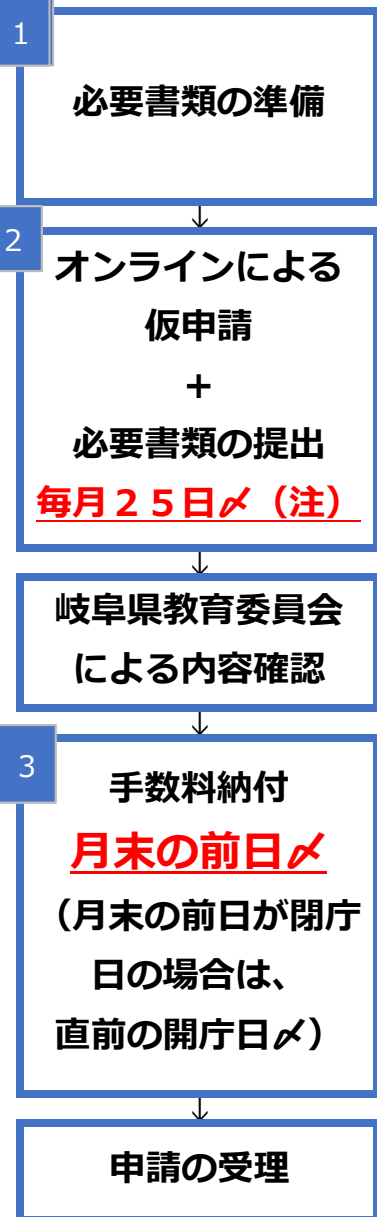 1
必要書類の準備
↓
2
オンラインによる
仮申請
+
必要書類の提出
毎月２５日〆（注）
↓
岐阜県教育委員会
による内容確認
↓
3
手数料納付
月末の前日〆
（月末の前日が閉庁
日の場合は、
直前の開庁日〆）
↓
申請の受理